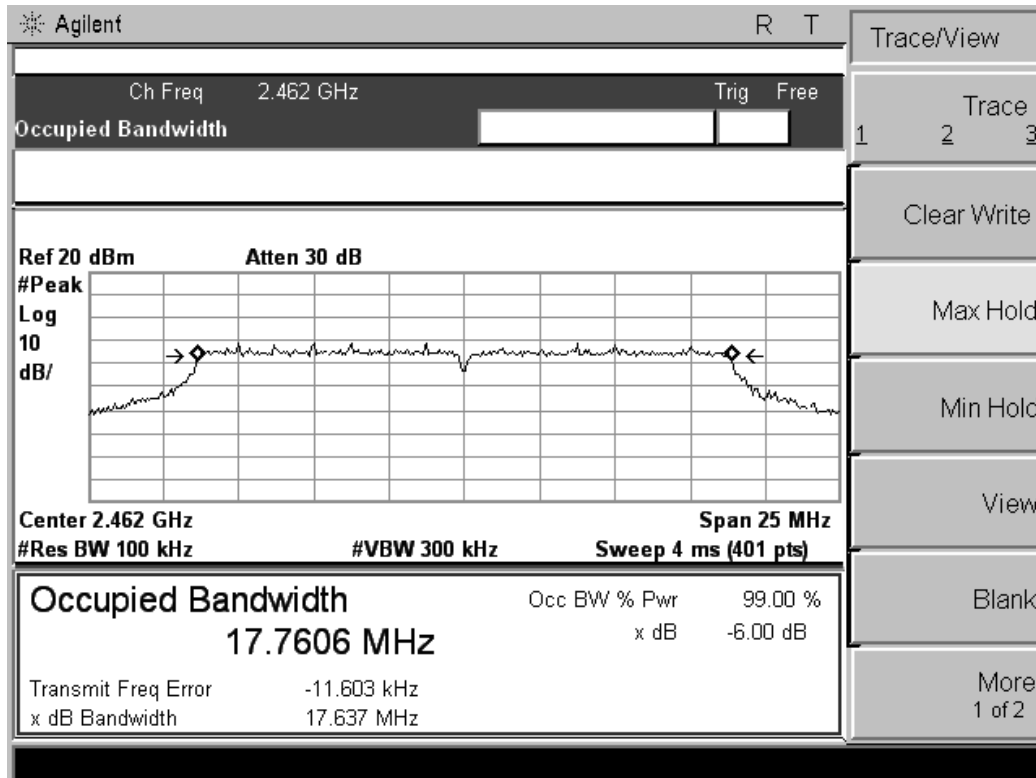 Agilent R T
Trace/View
Ch Freq 2.462 GHz Trig Free
Occupied Bandwidth
Trace
1 2 3
Clear Write
Max Hold
Min Hold
View
Blank
More
1 of 2
Ref 20 dBm Atten 30 dB
#Peak
Log
10
dB/
Center 2.462 GHz Span 25 MHz
#Res BW 100 kHz #VBW 300 kHz Sweep 4 ms (401 pts)
Occupied Bandwidth
17.7606 MHz
Occ BW % Pwr 99.00 %
x dB -6.00 dB
Transmit Freq Error -11.603 kHz
x dB Bandwidth 17.637 MHz